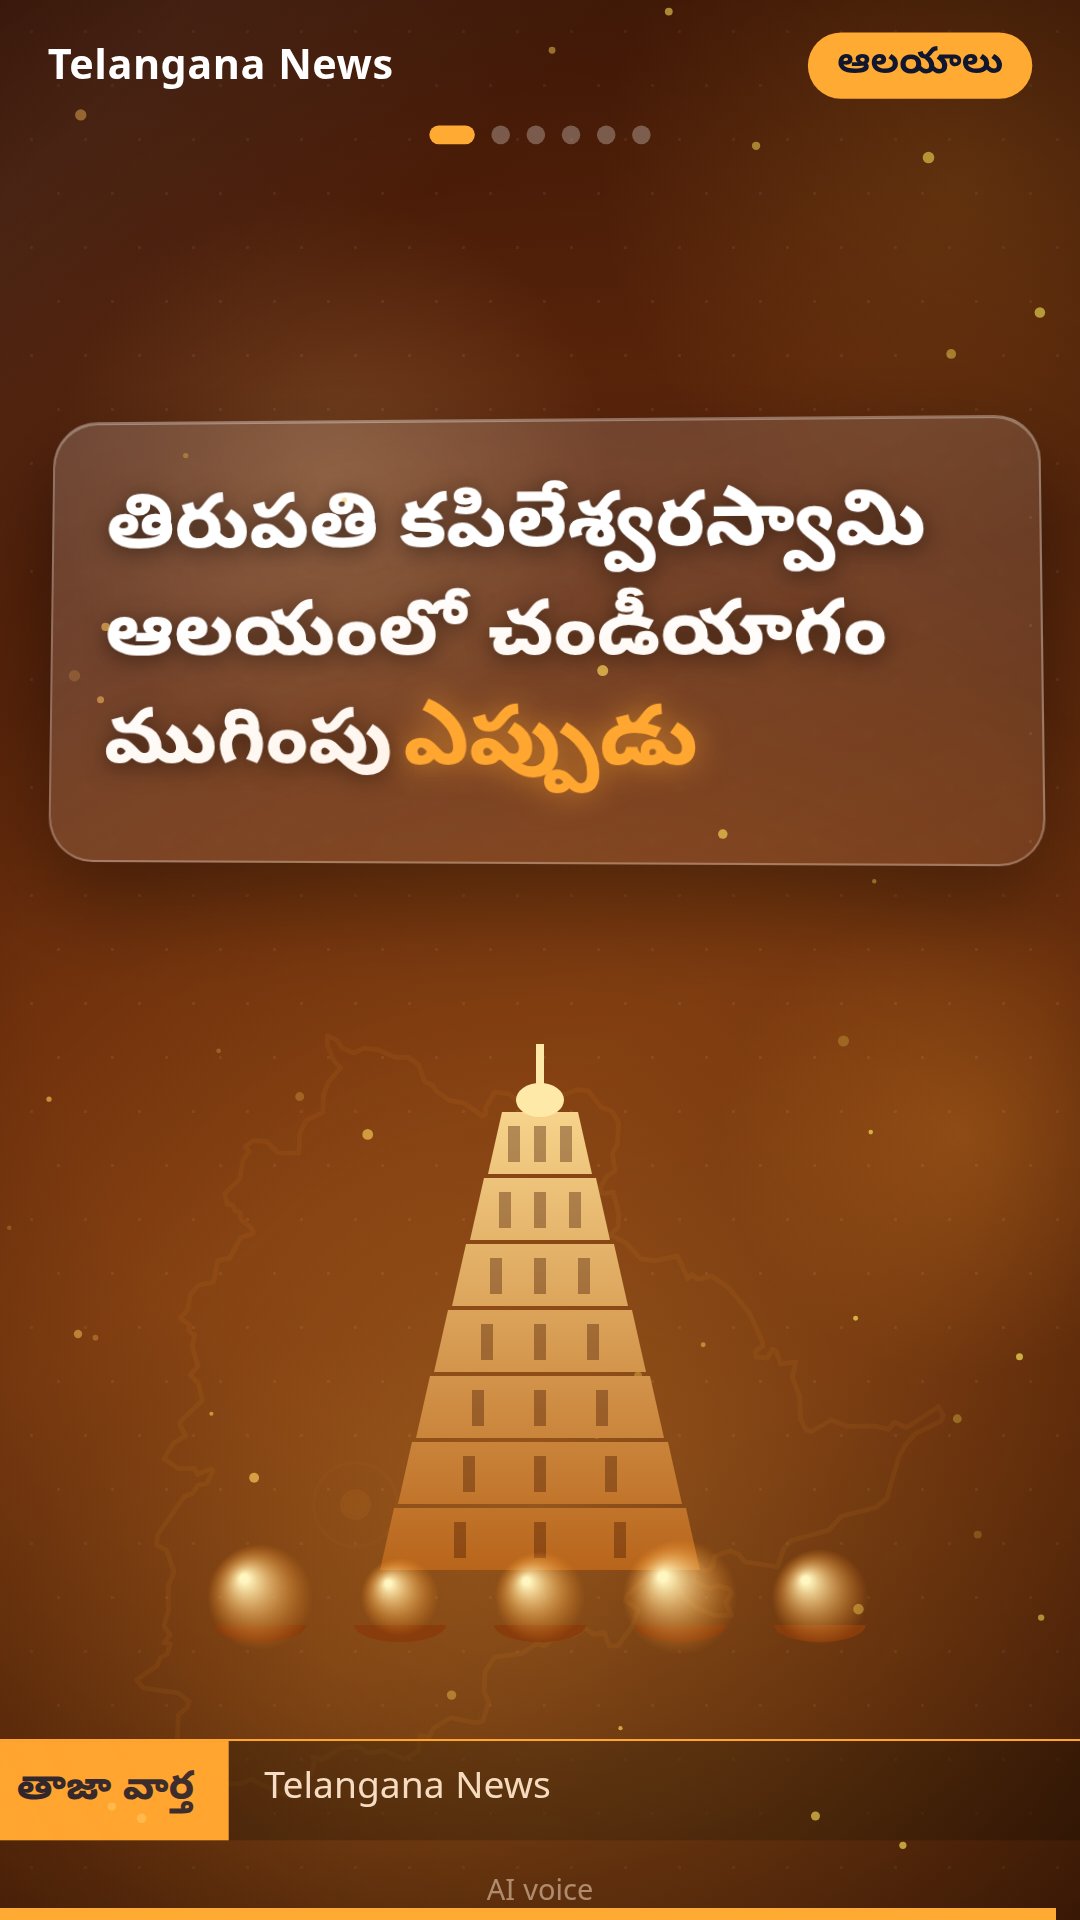 Telangana News
ఆలయాలు
తిరుపతి కపిలేశ్వరస్వామి
ఆలయంలో చండీయాగం
ముగింపు ఎప్పుడు
తాజా వార్త
Telangana News
AI voice